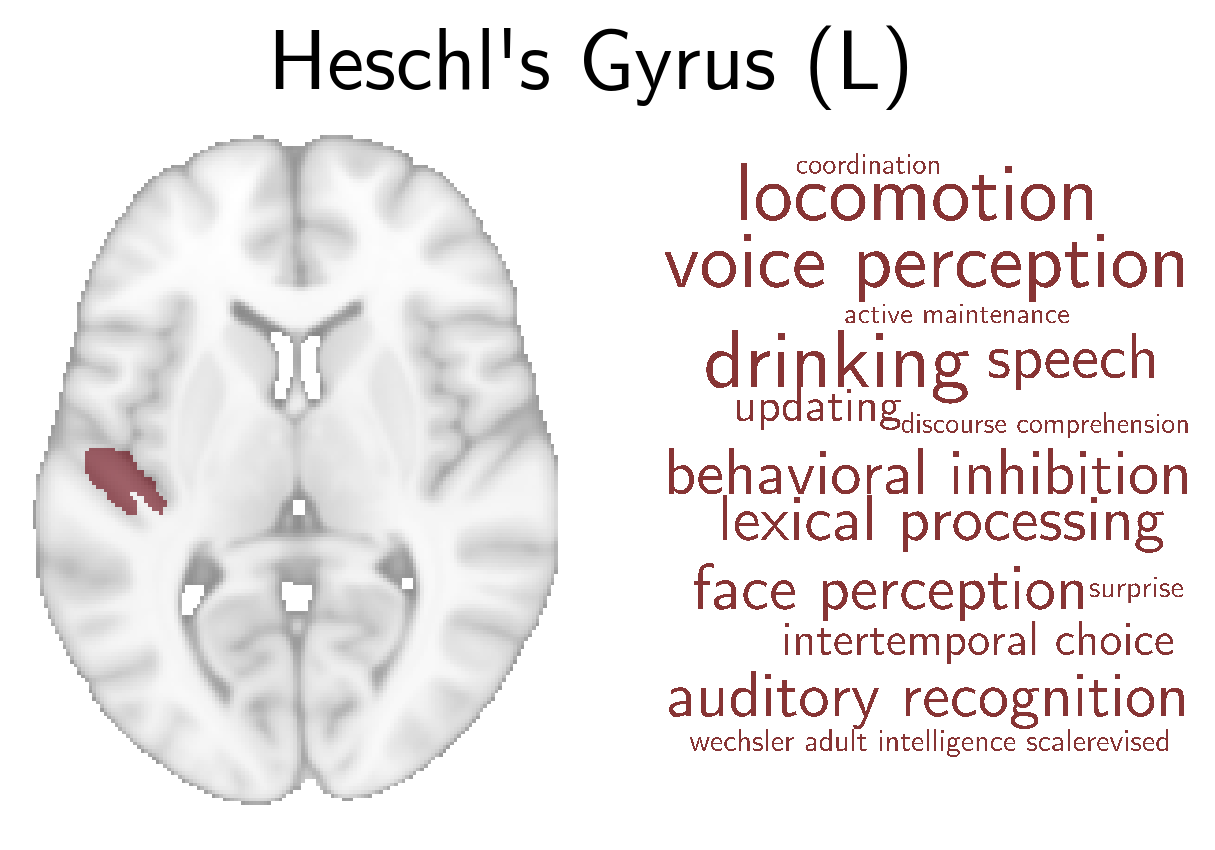 Heschl's Gyrus (L)
coordination
locomotion
voice perception
active maintenance
drinking speech
updating
discourse comprehension
behavioral inhibition
lexical processing
face perception surprise
intertemporal choice
auditory recognition
wechsler adult intelligence scalerevised